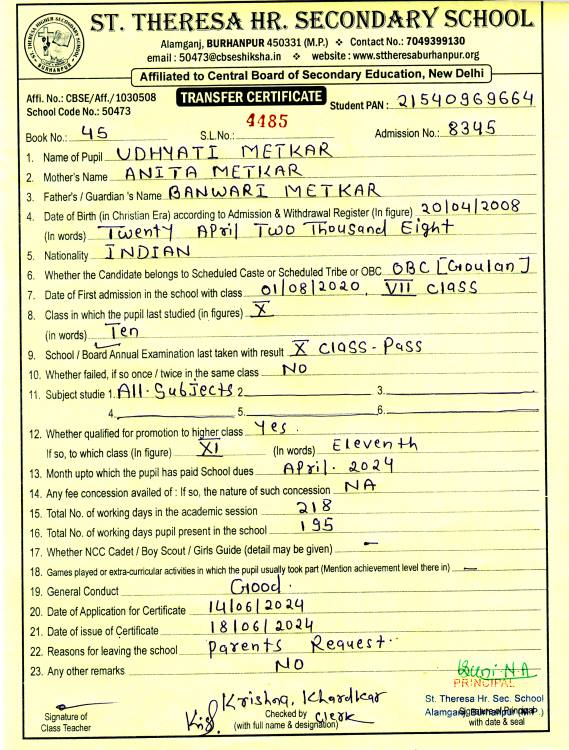 ST. THERESA HR. SECONDARY SCHOOL
Alamganj, BURHANPUR 450331 (M.P.) ❖ Contact No.: 7049399130
email : 50473@cbseshiksha.in ❖ website : www.sttheresaburhanpur.org
Affiliated to Central Board of Secondary Education, New Delhi
Affi. No.: CBSE/Aff./1030508 TRANSFER CERTIFICATE Student PAN : 21540969664
School Code No.: 50473
Book No.: 45 S.L.No.: 4485 Admission No.: 8345
1. Name of Pupil UDHYATI METKAR
2. Mother's Name ANITA METKAR
3. Father's / Guardian 's Name BANWARI METKAR
4. Date of Birth (in Christian Era) according to Admission & Withdrawal Register (In figure) 20/04/2008
(In words) Twenty April Two Thousand Eight
5. Nationality INDIAN
6. Whether the Candidate belongs to Scheduled Caste or Scheduled Tribe or OBC OBC [Goulan]
7. Date of First admission in the school with class 01/08/2020, VII class
8. Class in which the pupil last studied (in figures) X
(in words) Ten
9. School / Board Annual Examination last taken with result X Class - Pass
10. Whether failed, if so once / twice in the same class NO
11. Subject studie 1. All. Subjects 2. 3.
4. 5. 6.
12. Whether qualified for promotion to higher class Yes.
If so, to which class (In figure) XI (In words) Eleventh
13. Month upto which the pupil has paid School dues April. 2024
14. Any fee concession availed of : If so, the nature of such concession NA
15. Total No. of working days in the academic session 218
16. Total No. of working days pupil present in the school 195
17. Whether NCC Cadet / Boy Scout / Girls Guide (detail may be given) —
18. Games played or extra-curricular activities in which the pupil usually took part (Mention achievement level there in) —
19. General Conduct Good.
20. Date of Application for Certificate 14/06/2024
21. Date of issue of Certificate 18/06/2024
22. Reasons for leaving the school Parents Request.
23. Any other remarks NO
PRINCIPAL
St. Theresa Hr. Sec. School
Alamganj, Burhanpur (M.P.)
Krishna, Khardkar
Clerk
Signature of
Class Teacher
Checked by
(with full name & designation)
Signature of Principal
with date & seal